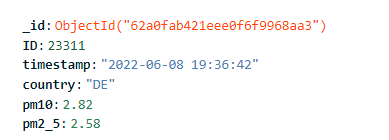 _id: ObjectId("62a0fab421eee0f6f9968aa3")
ID: 23311
timestamp: "2022-06-08 19:36:42"
country: "DE"
pm10: 2.82
pm2_5: 2.58